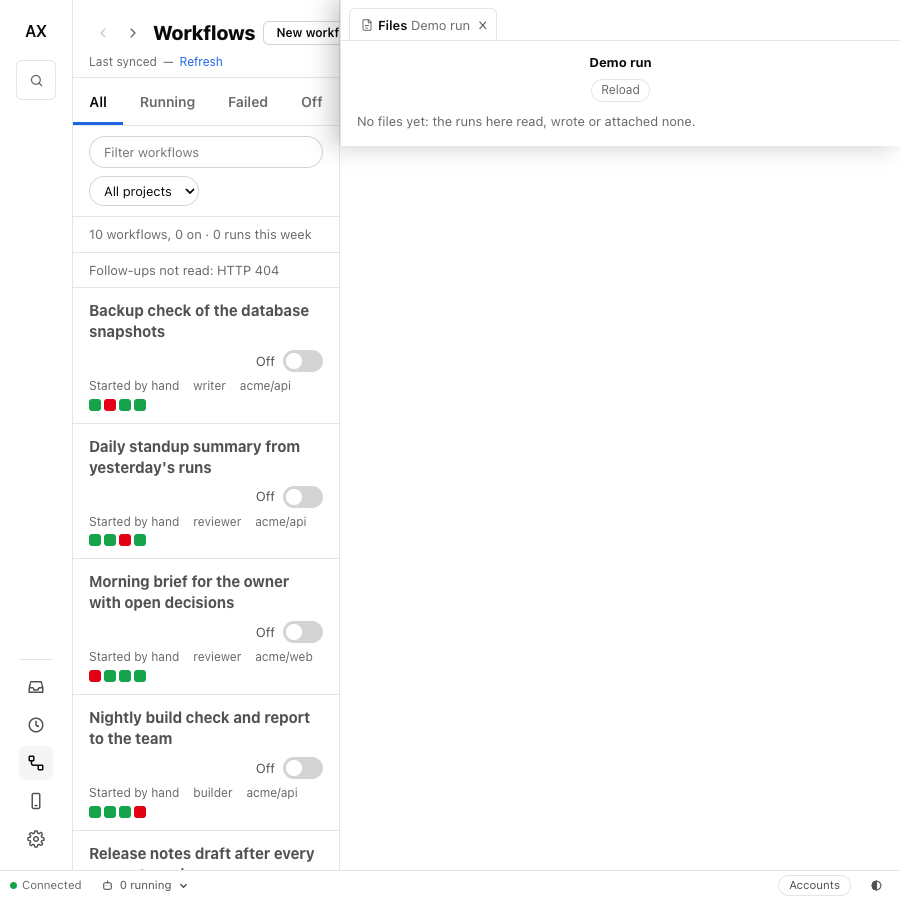 AX
Workflows
New workf
Last synced — Refresh
All Running Failed Off
Filter workflows
All projects
10 workflows, 0 on · 0 runs this week
Follow-ups not read: HTTP 404
Backup check of the database
snapshots
Off
Started by hand writer acme/api
Daily standup summary from
yesterday's runs
Off
Started by hand reviewer acme/api
Morning brief for the owner
with open decisions
Off
Started by hand reviewer acme/web
Nightly build check and report
to the team
Off
Started by hand builder acme/api
Release notes draft after every
Files Demo run
Demo run
Reload
No files yet: the runs here read, wrote or attached none.
Connected 0 running Accounts